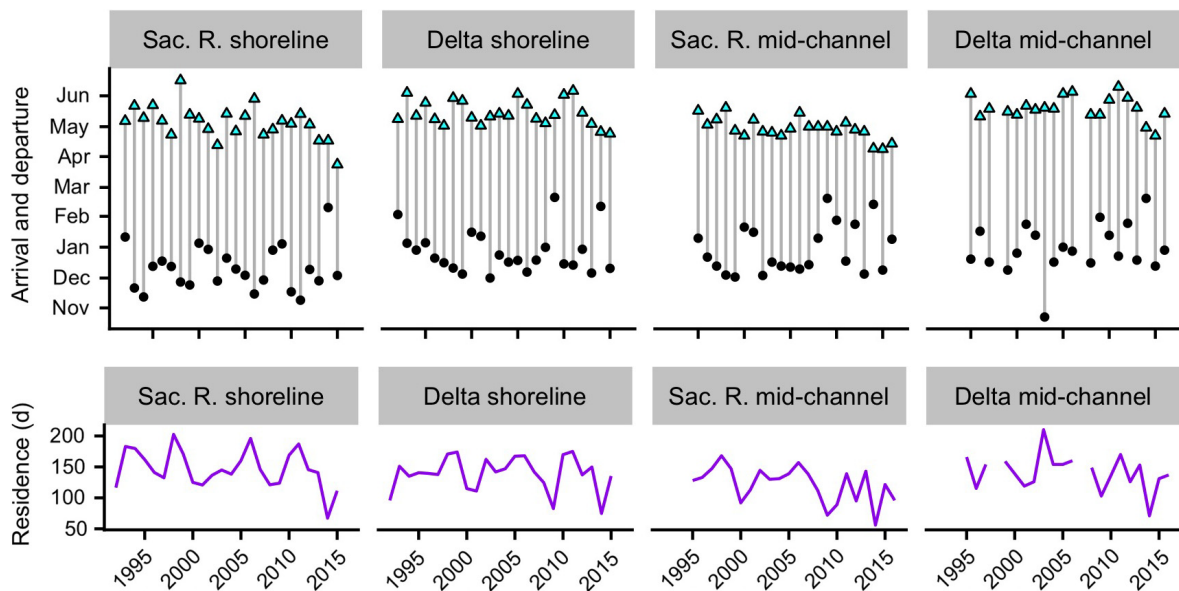 Sac. R. shoreline
Delta shoreline
Sac. R. mid-channel
Delta mid-channel
Arrival and departure
Jun
May
Apr
Mar
Feb
Jan
Dec
Nov
Sac. R. shoreline
Delta shoreline
Sac. R. mid-channel
Delta mid-channel
Residence (d)
200
150
100
50
1995
2000
2005
2010
2015
1995
2000
2005
2010
2015
1995
2000
2005
2010
2015
1995
2000
2005
2010
2015